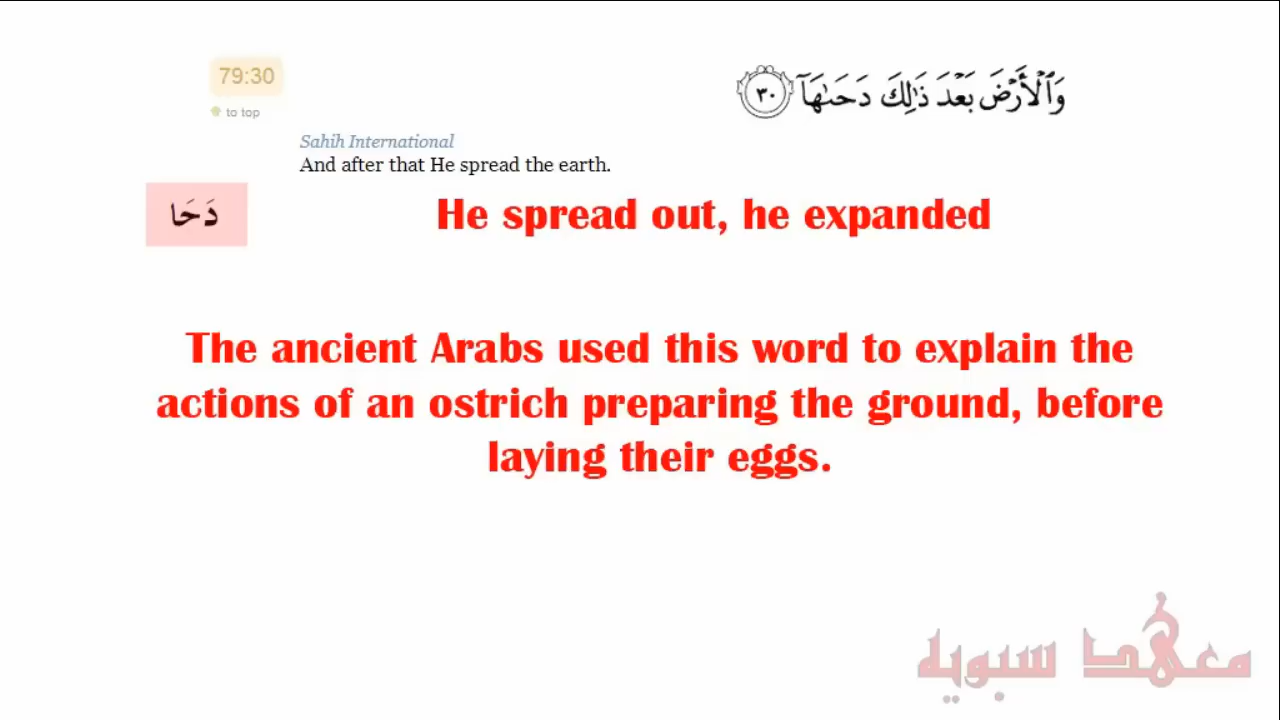 79:30
وَٱلْأَرْضَ بَعْدَ ذَٰلِكَ دَحَىٰهَآ ٣٠
to top
Sahih International
And after that He spread the earth.
دَحَا
He spread out, he expanded
The ancient Arabs used this word to explain the
actions of an ostrich preparing the ground, before
laying their eggs.
معهد سبويه